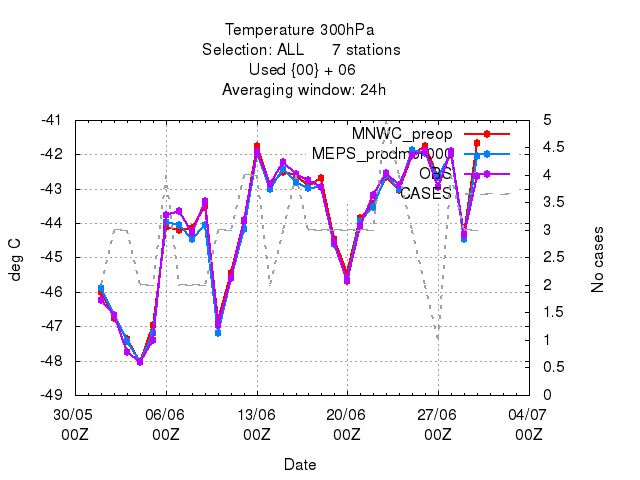 Temperature 300hPa
Selection: ALL 7 stations
Used {00} + 06
Averaging window: 24h
-41
-42
-43
-44
-45
-46
-47
-48
-49
deg C
5
4.5
4
3.5
3
2.5
2
1.5
1
0.5
0
No cases
MNWC_preop
OBS
CASES
30/05 06/06 13/06 20/06 27/06 04/07
00Z 00Z 00Z 00Z 00Z 00Z
Date